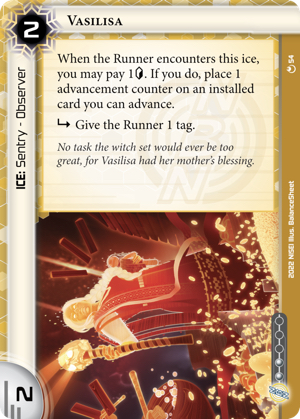 2
VASILISA
ICE: Sentry - Observer
When the Runner encounters this ice,
you may pay 1. If you do, place 1
advancement counter on an installed
card you can advance.
↳ Give the Runner 1 tag.
No task the witch set would ever be too
great, for Vasilisa had her mother's blessing.
54
2022 NISEI Illus. BalanceSheet
2